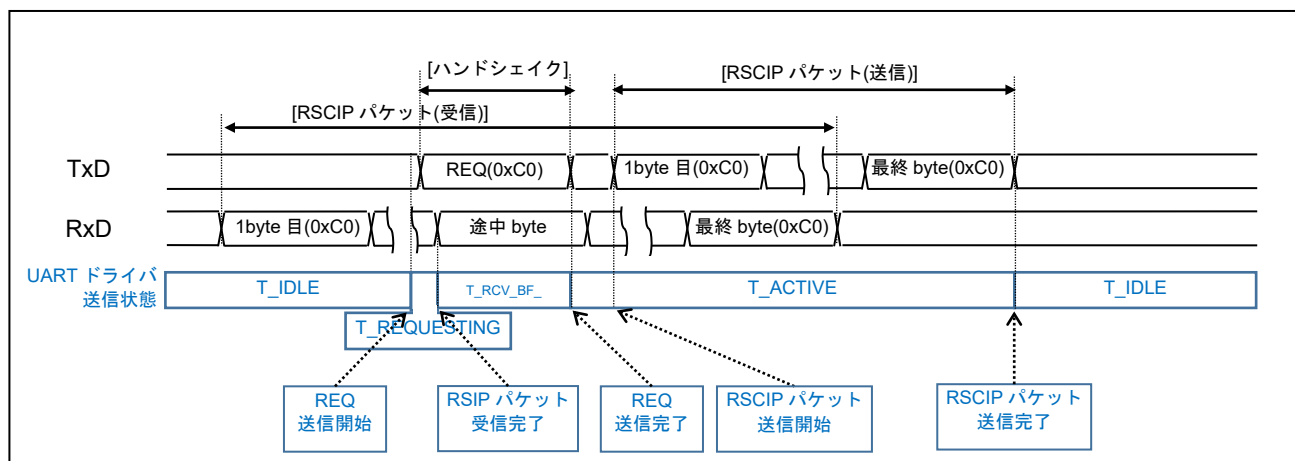 [ハンドシェイク]
[RSCIP パケット(送信)]
[RSCIP パケット(受信)]
TxD
REQ(0xC0)
1byte 目(0xC0)
最終 byte(0xC0)
RxD
1byte 目(0xC0)
途中 byte
最終 byte(0xC0)
UART ドライバ
送信状態
T_IDLE
T_RCV_BF_
T_ACTIVE
T_IDLE
T_REQUESTING
REQ
送信開始
RSIP パケット
受信完了
REQ
送信完了
RSCIP パケット
送信開始
RSCIP パケット
送信完了